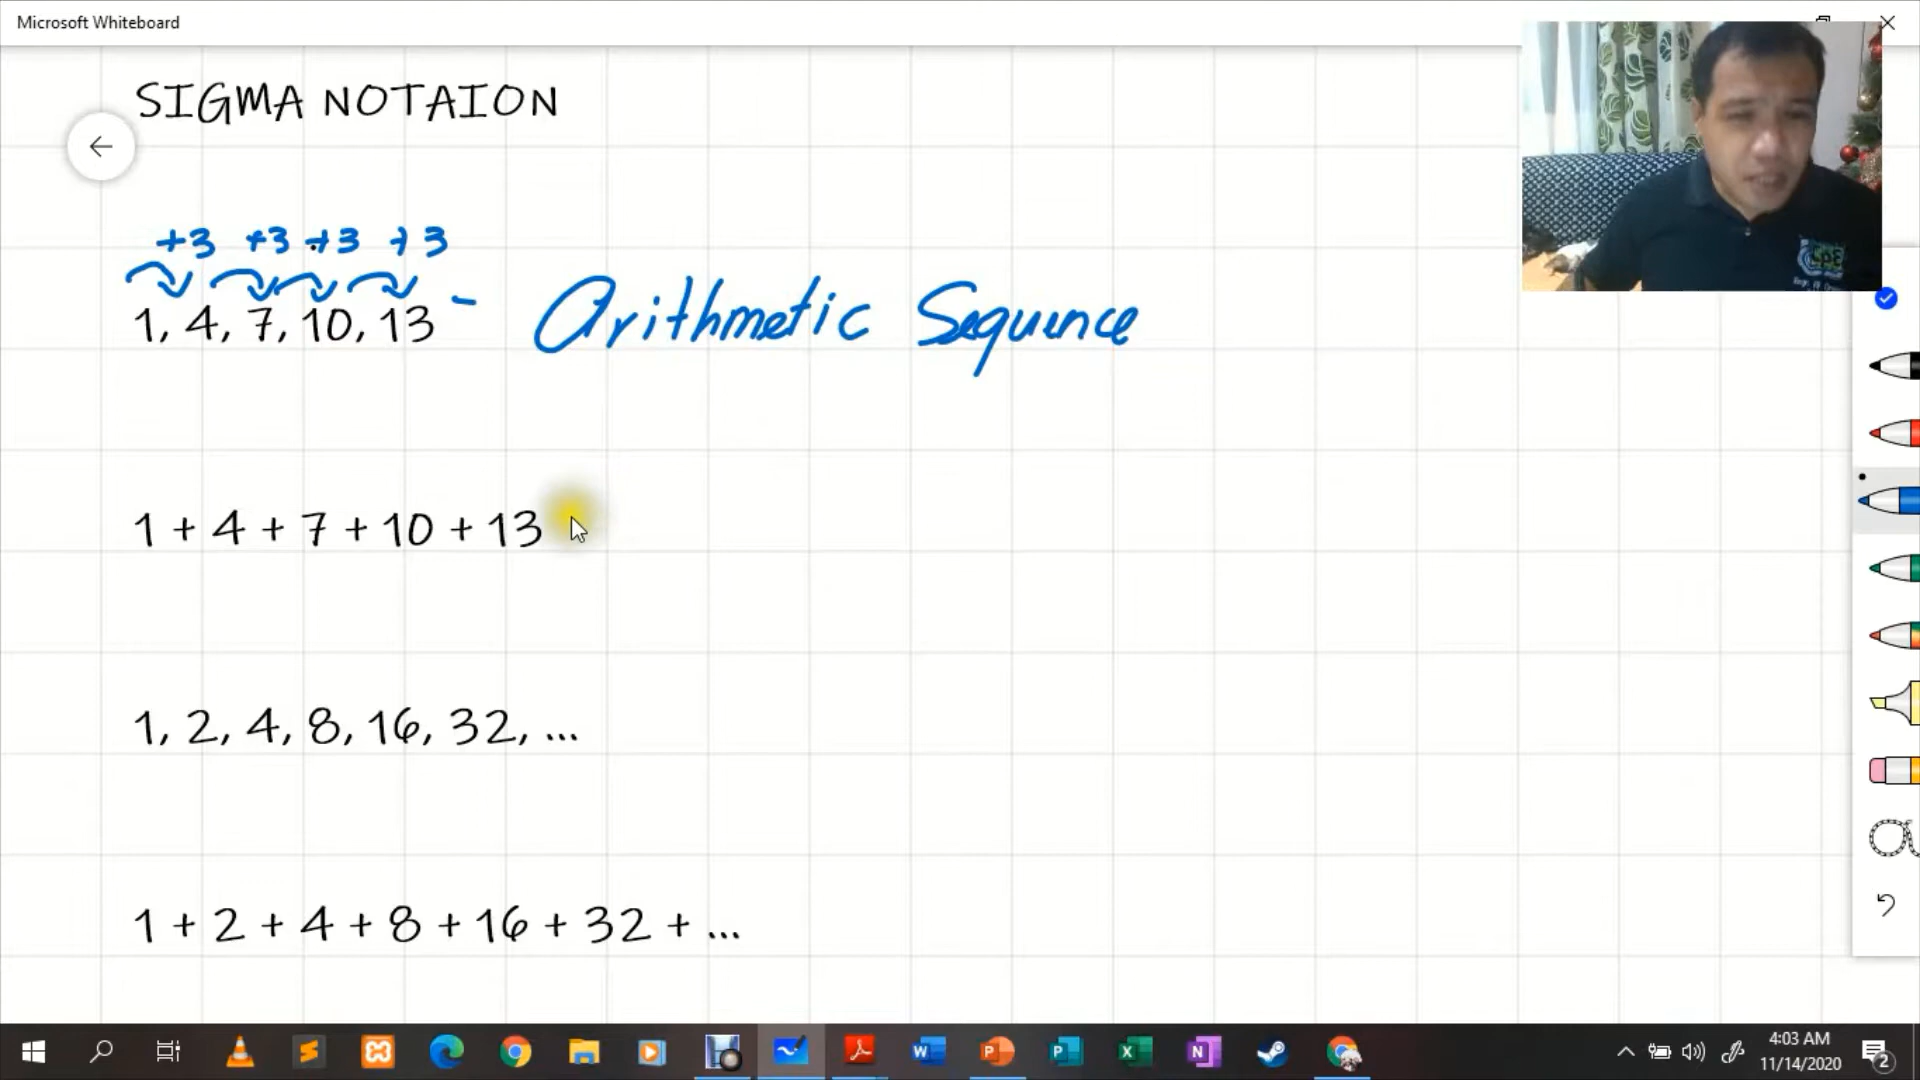 Microsoft Whiteboard
SIGMA NOTAION
+3 +3 +3 +3
1, 4, 7, 10, 13 - Arithmetic Sequence
1 + 4 + 7 + 10 + 13
1, 2, 4, 8, 16, 32, ...
1 + 2 + 4 + 8 + 16 + 32 + ...
4:03 AM
11/14/2020
2